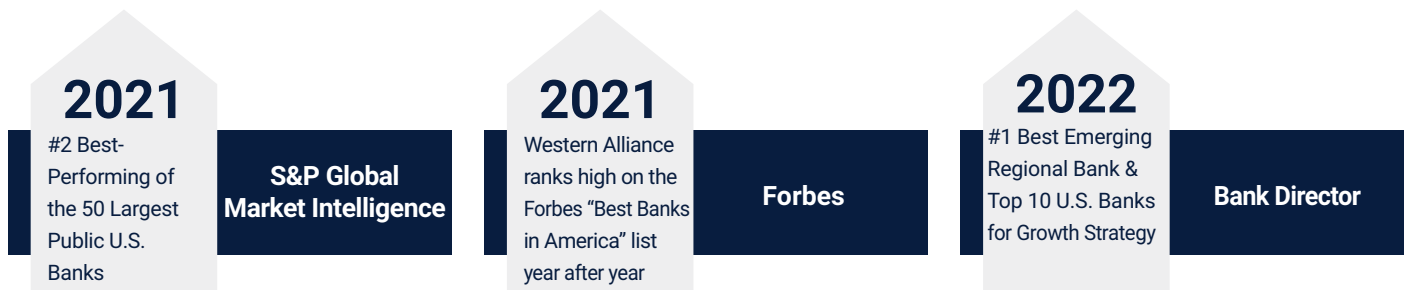 2021
#2 Best-
Performing of
the 50 Largest
Public U.S.
Banks
S&P Global
Market Intelligence
2021
Western Alliance
ranks high on the
Forbes “Best Banks
in America” list
year after year
Forbes
2022
#1 Best Emerging
Regional Bank &
Top 10 U.S. Banks
for Growth Strategy
Bank Director